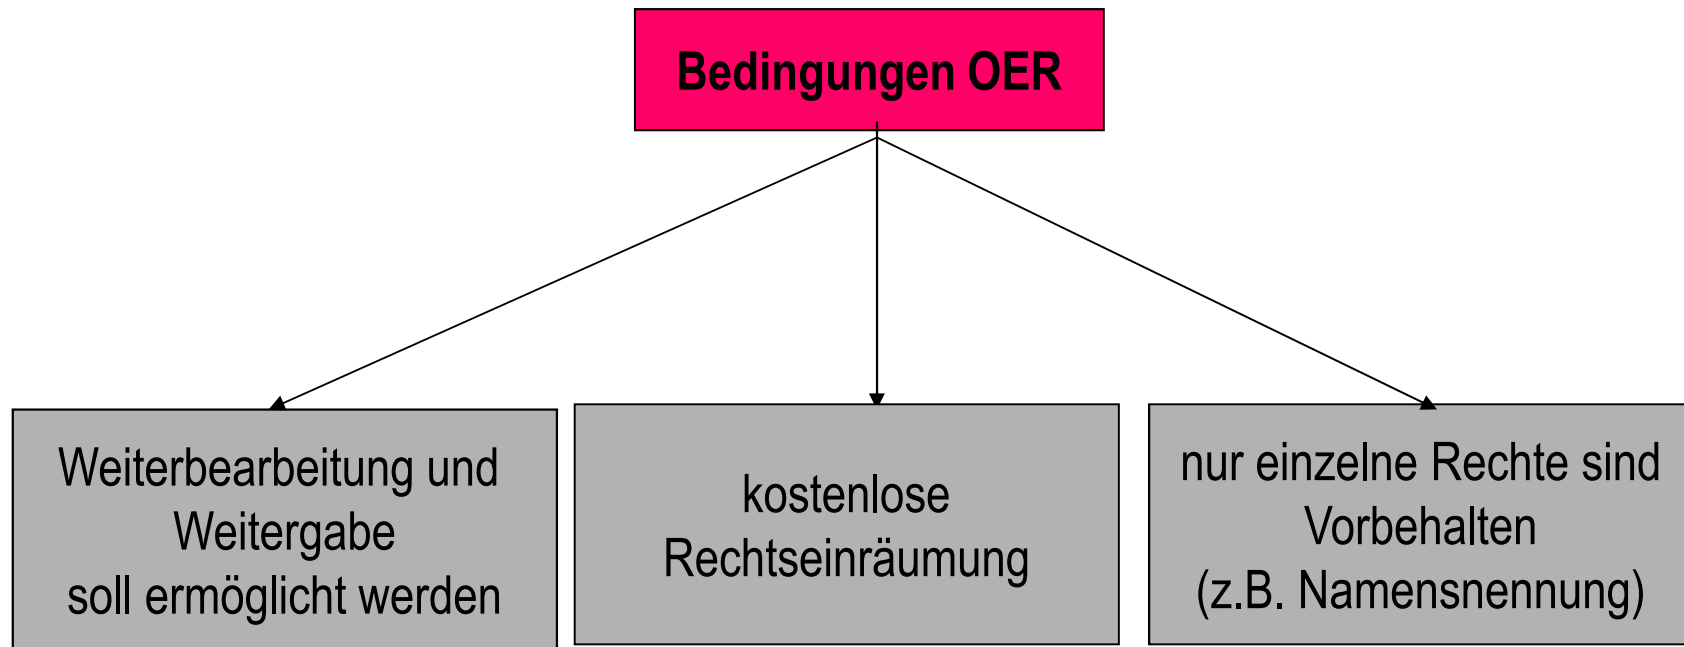 Bedingungen OER
Weiterbearbeitung und
Weitergabe
soll ermöglicht werden
kostenlose
Rechtseinräumung
nur einzelne Rechte sind
Vorbehalten
(z.B. Namensnennung)